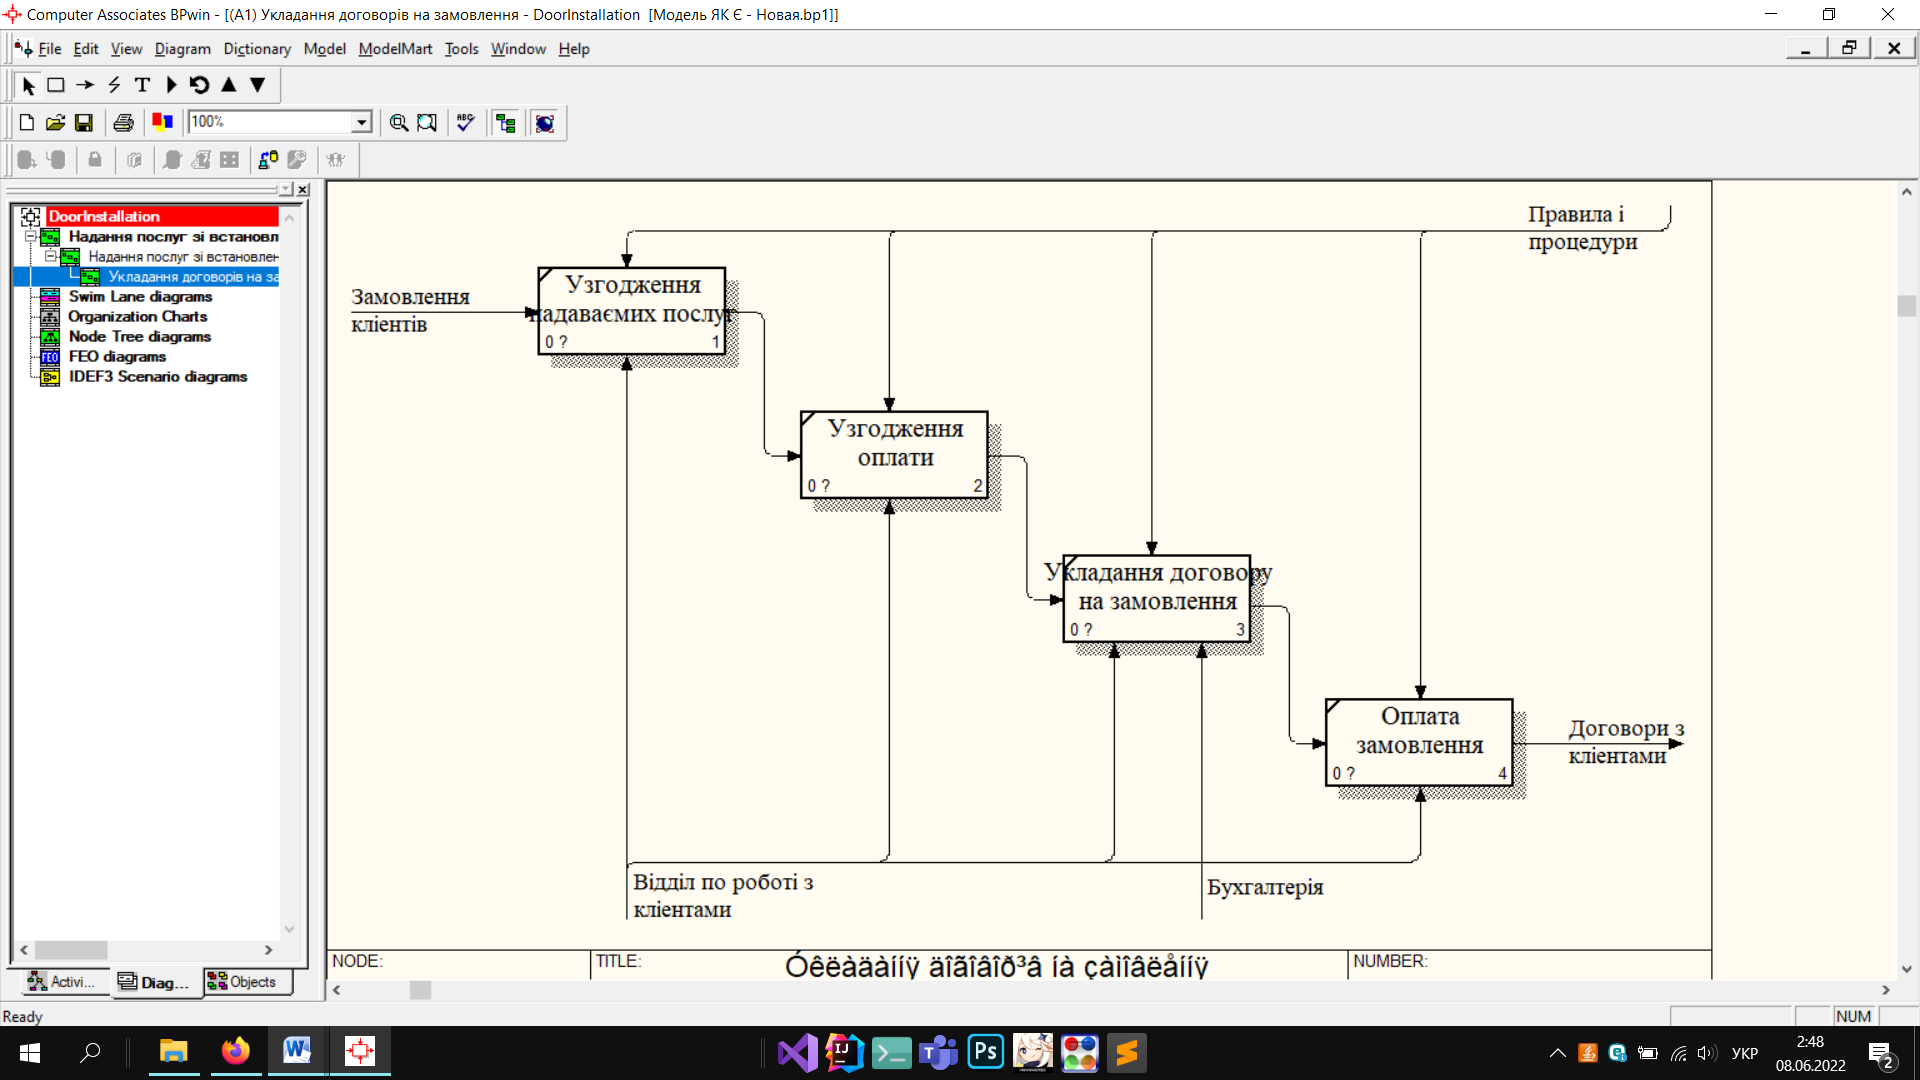 Computer Associates BPwin - [(A1) Укладання договорів на замовлення - DoorInstallation [Модель ЯК Є - Новая.bp1]]
File Edit View Diagram Dictionary Model ModelMart Tools Window Help
100%
DoorInstallation
Надання послуг зі встановл
Надання послуг зі встановлен
Укладання договорів на за
Swim Lane diagrams
Organization Charts
Node Tree diagrams
FEO diagrams
IDEF3 Scenario diagrams
Activi...
Diag...
Objects
Правила і
процедури
Замовлення
кліентів
Узгодження
надаваємих послуг
0 ? 1
Узгодження
оплати
0 ? 2
Укладання договору
на замовлення
0 ? 3
Оплата
замовлення
0 ? 4
Договори з
кліентами
Відділ по роботі з
кліентами
Бухгалтерія
NODE:
TITLE:
Óêëàäàííÿ äîãîâîð³â íà çàìîâëåííÿ
NUMBER:
Ready
NUM
УКР
2:48
08.06.2022
2